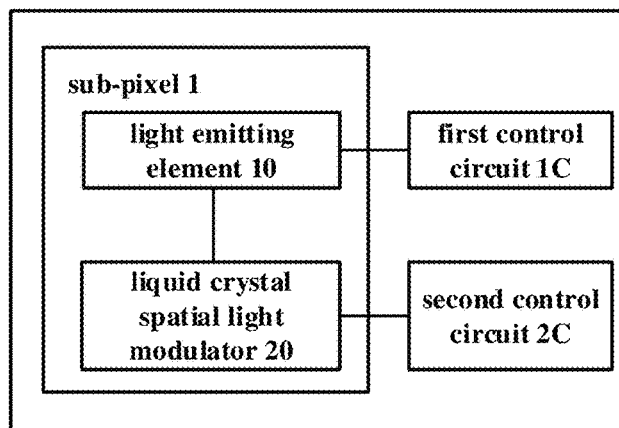 sub-pixel 1
light emitting
element 10
first control
circuit 1C
liquid crystal
spatial light
modulator 20
second control
circuit 2C